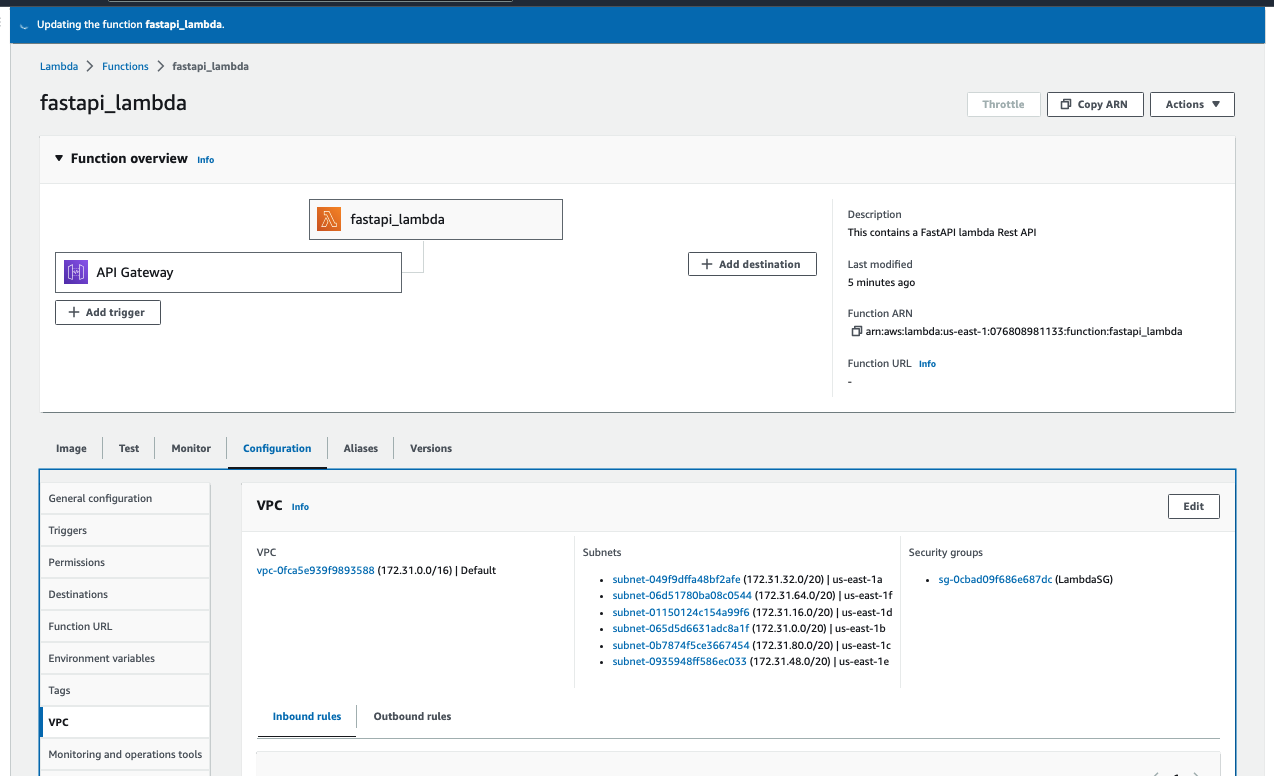 Updating the function fastapi_lambda.
Lambda > Functions > fastapi_lambda
fastapi_lambda
Throttle
Copy ARN
Actions
Function overview Info
fastapi_lambda
API Gateway
+ Add trigger
+ Add destination
Description
This contains a FastAPI lambda Rest API
Last modified
5 minutes ago
Function ARN
arn:aws:lambda:us-east-1:076808981133:function:fastapi_lambda
Function URL Info
-
Image
Test
Monitor
Configuration
Aliases
Versions
General configuration
Triggers
Permissions
Destinations
Function URL
Environment variables
Tags
VPC
Monitoring and operations tools
VPC Info
Edit
VPC
vpc-0fca5e939f9893588 (172.31.0.0/16) | Default
Subnets
• subnet-049f9dffa48bf2afe (172.31.32.0/20) | us-east-1a
• subnet-06d51780ba08c0544 (172.31.64.0/20) | us-east-1f
• subnet-01150124c154a99f6 (172.31.16.0/20) | us-east-1d
• subnet-065d5d6631adc8a1f (172.31.0.0/20) | us-east-1b
• subnet-0b7874f5ce3667454 (172.31.80.0/20) | us-east-1c
• subnet-0935948ff586ec033 (172.31.48.0/20) | us-east-1e
Security groups
• sg-0cbad09f686e687dc (LambdaSG)
Inbound rules
Outbound rules